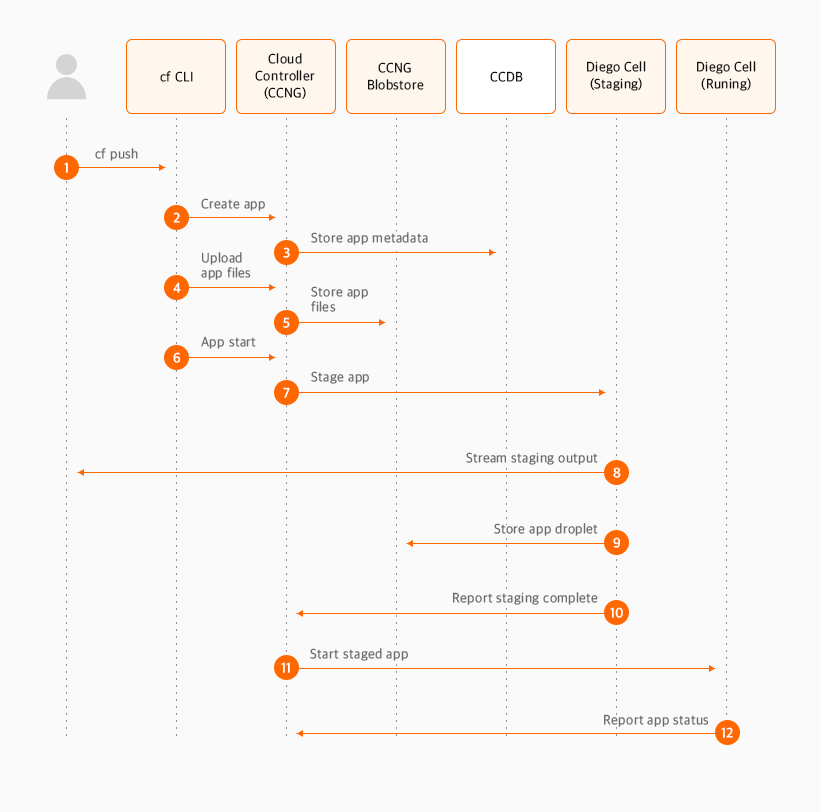 cf CLI
Cloud
Controller
(CCNG)
CCNG
Blobstore
CCDB
Diego Cell
(Staging)
Diego Cell
(Runing)
1
cf push
2
Create app
3
Store app metadata
4
Upload
app files
5
Store app
files
6
App start
7
Stage app
Stream staging output
8
Store app droplet
9
Report staging complete
10
11
Start staged app
Report app status
12